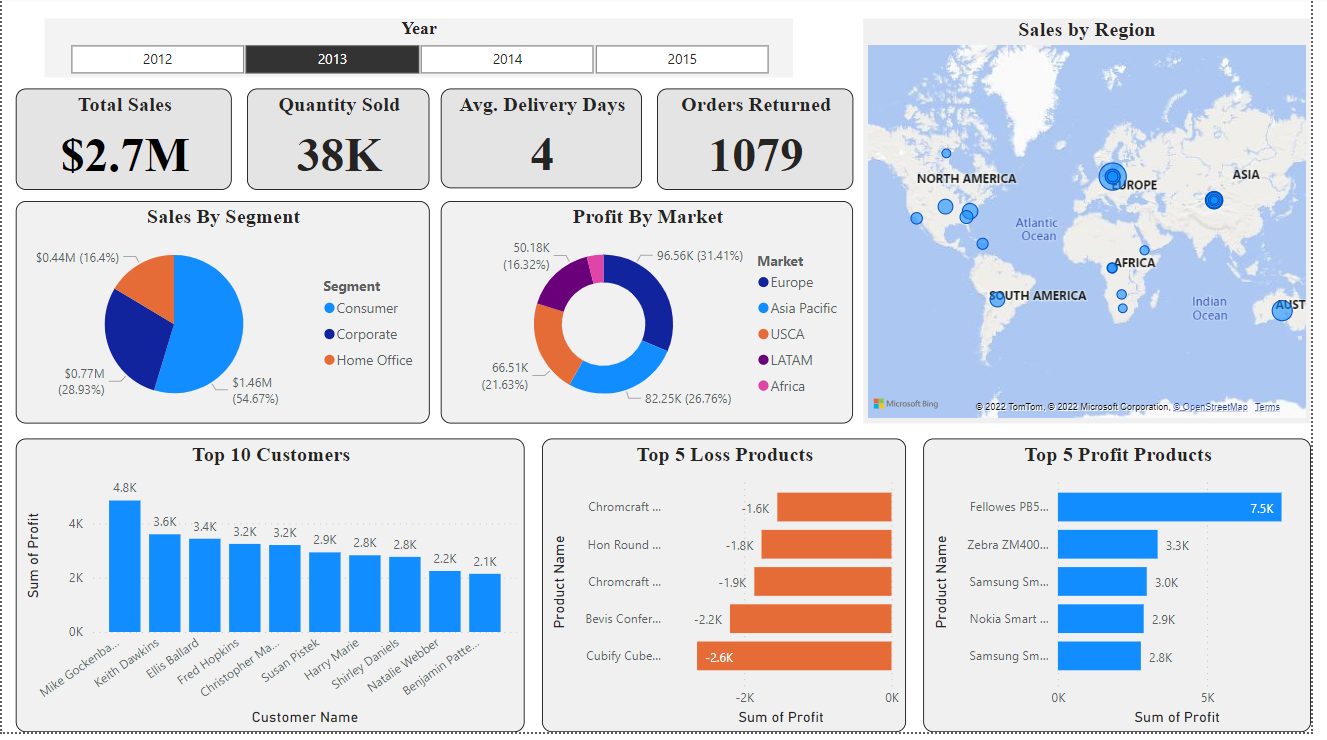 Year
2012
2013
2014
2015
Total Sales
$2.7M
Quantity Sold
38K
Avg. Delivery Days
4
Orders Returned
1079
Sales by Region
NORTH AMERICA
EUROPE
ASIA
Atlantic
Ocean
AFRICA
SOUTH AMERICA
Indian
Ocean
AUST
Microsoft Bing
© 2022 TomTom, © 2022 Microsoft Corporation, © OpenStreetMap Terms
Sales By Segment
$0.44M (16.4%)
$0.77M
(28.93%)
$1.46M
(54.67%)
Segment
Consumer
Corporate
Home Office
Profit By Market
50.18K
(16.32%)
96.56K (31.41%)
66.51K
(21.63%)
82.25K (26.76%)
Market
Europe
Asia Pacific
USCA
LATAM
Africa
Top 10 Customers
Sum of Profit
4K
2K
0K
4.8K
3.6K
3.4K
3.2K
3.2K
2.9K
2.8K
2.8K
2.2K
2.1K
Mike Gockenba...
Keith Dawkins
Ellis Ballard
Fred Hopkins
Christopher Ma...
Susan Pistek
Harry Marie
Shirley Daniels
Natalie Webber
Benjamin Patte...
Customer Name
Top 5 Loss Products
Product Name
Chromcraft ...
-1.6K
Hon Round ...
-1.8K
Chromcraft ...
-1.9K
Bevis Confer...
-2.2K
Cubify Cube...
-2.6K
-2K
0K
Sum of Profit
Top 5 Profit Products
Product Name
Fellowes PB5...
7.5K
Zebra ZM400...
3.3K
Samsung Sm...
3.0K
Nokia Smart ...
2.9K
Samsung Sm...
2.8K
0K
5K
Sum of Profit